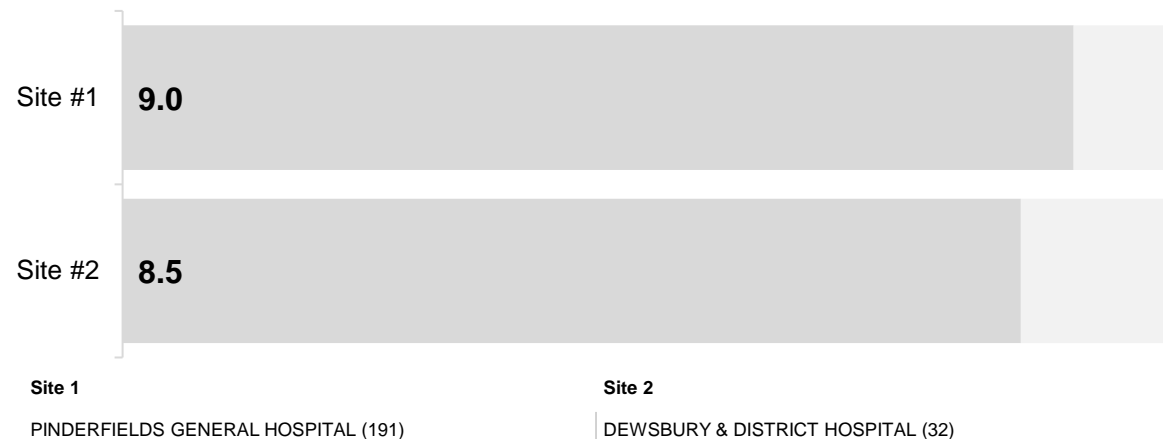 Site #1 9.0
Site #2 8.5
Site 1 Site 2
PINDERFIELDS GENERAL HOSPITAL (191) DEWSBURY & DISTRICT HOSPITAL (32)